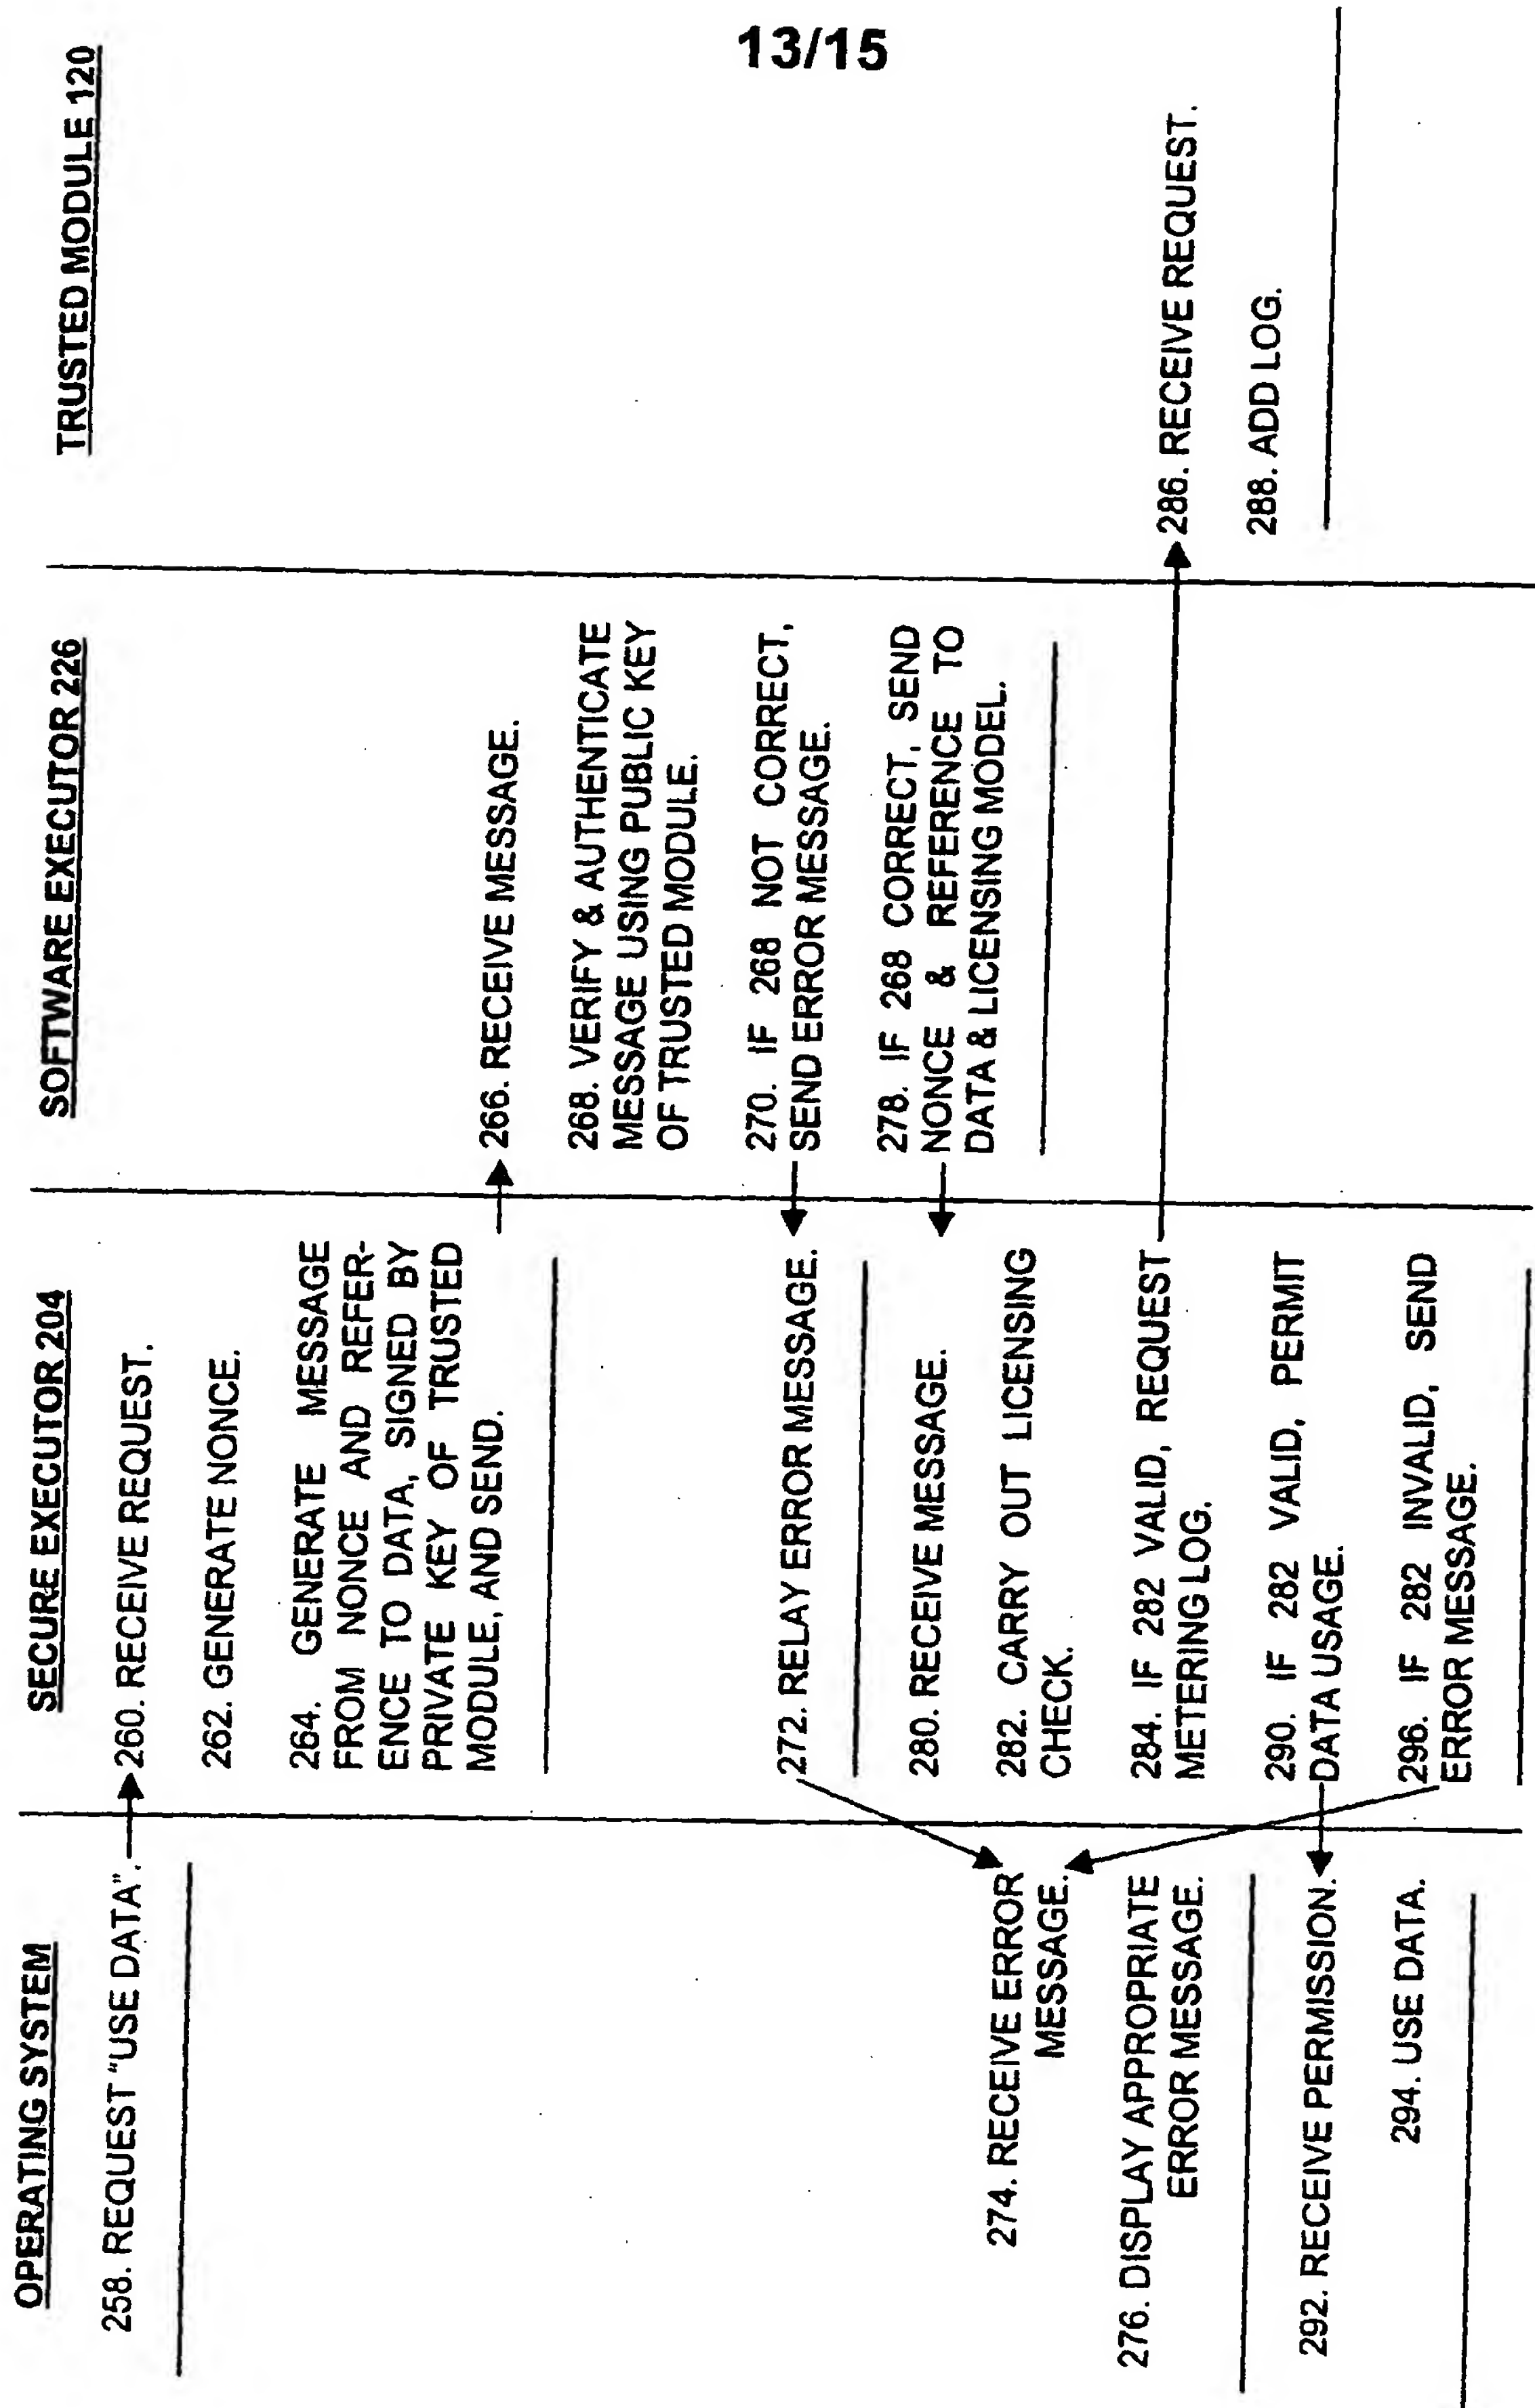 13/15
OPERATING SYSTEM
258. REQUEST "USE DATA".
274. RECEIVE ERROR
MESSAGE.
276. DISPLAY APPROPRIATE
ERROR MESSAGE.
292. RECEIVE PERMISSION.
294. USE DATA.
SECURE EXECUTOR 204
260. RECEIVE REQUEST.
262. GENERATE NONCE.
264. GENERATE MESSAGE
FROM NONCE AND REFER-
ENCE TO DATA, SIGNED BY
PRIVATE KEY OF TRUSTED
MODULE, AND SEND.
272. RELAY ERROR MESSAGE.
280. RECEIVE MESSAGE.
282. CARRY OUT LICENSING
CHECK.
284. IF 282 VALID, REQUEST
METERING LOG.
290. IF 282 VALID, PERMIT
DATA USAGE.
296. IF 282 INVALID, SEND
ERROR MESSAGE.
SOFTWARE EXECUTOR 226
266. RECEIVE MESSAGE.
268. VERIFY & AUTHENTICATE
MESSAGE USING PUBLIC KEY
OF TRUSTED MODULE.
270. IF 268 NOT CORRECT,
SEND ERROR MESSAGE.
278. IF 268 CORRECT, SEND
NONCE & REFERENCE TO
DATA & LICENSING MODEL.
TRUSTED MODULE 120
286. RECEIVE REQUEST.
288. ADD LOG.